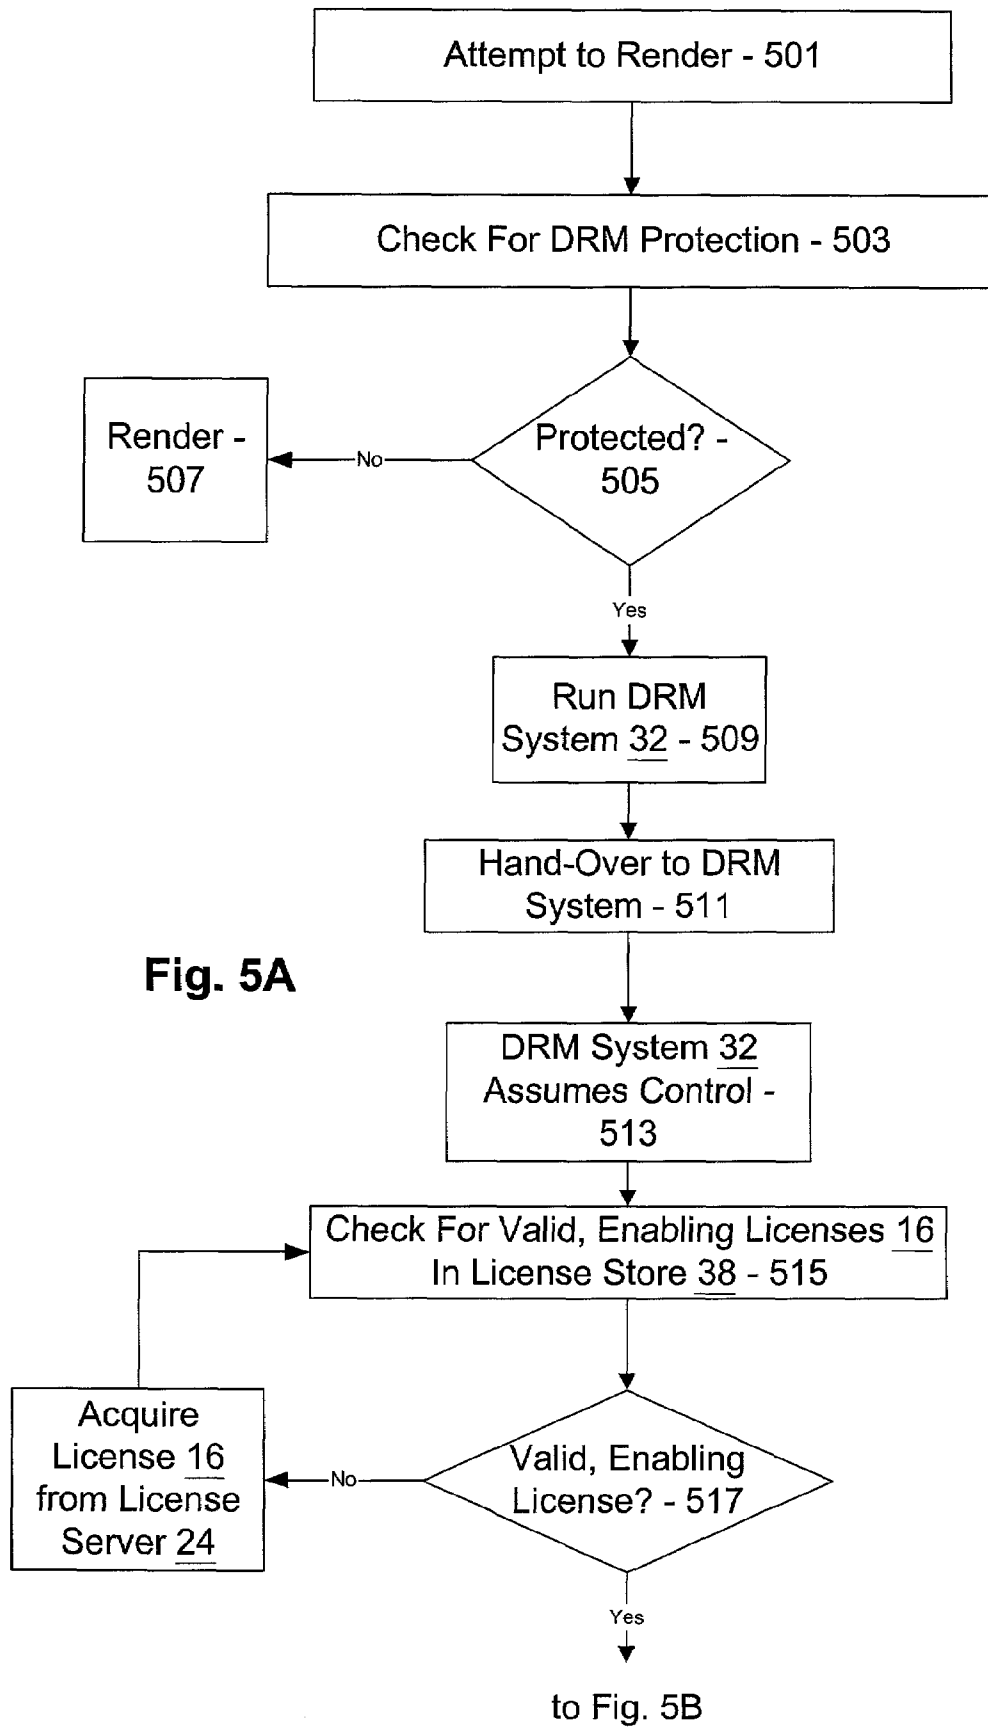 Attempt to Render - 501
Check For DRM Protection - 503
Render -
507
No
Protected? -
505
Yes
Run DRM
System 32 - 509
Hand-Over to DRM
System - 511
Fig. 5A
DRM System 32
Assumes Control -
513
Check For Valid, Enabling Licenses 16
In License Store 38 - 515
Acquire
License 16
from License
Server 24
No
Valid, Enabling
License? - 517
Yes
to Fig. 5B